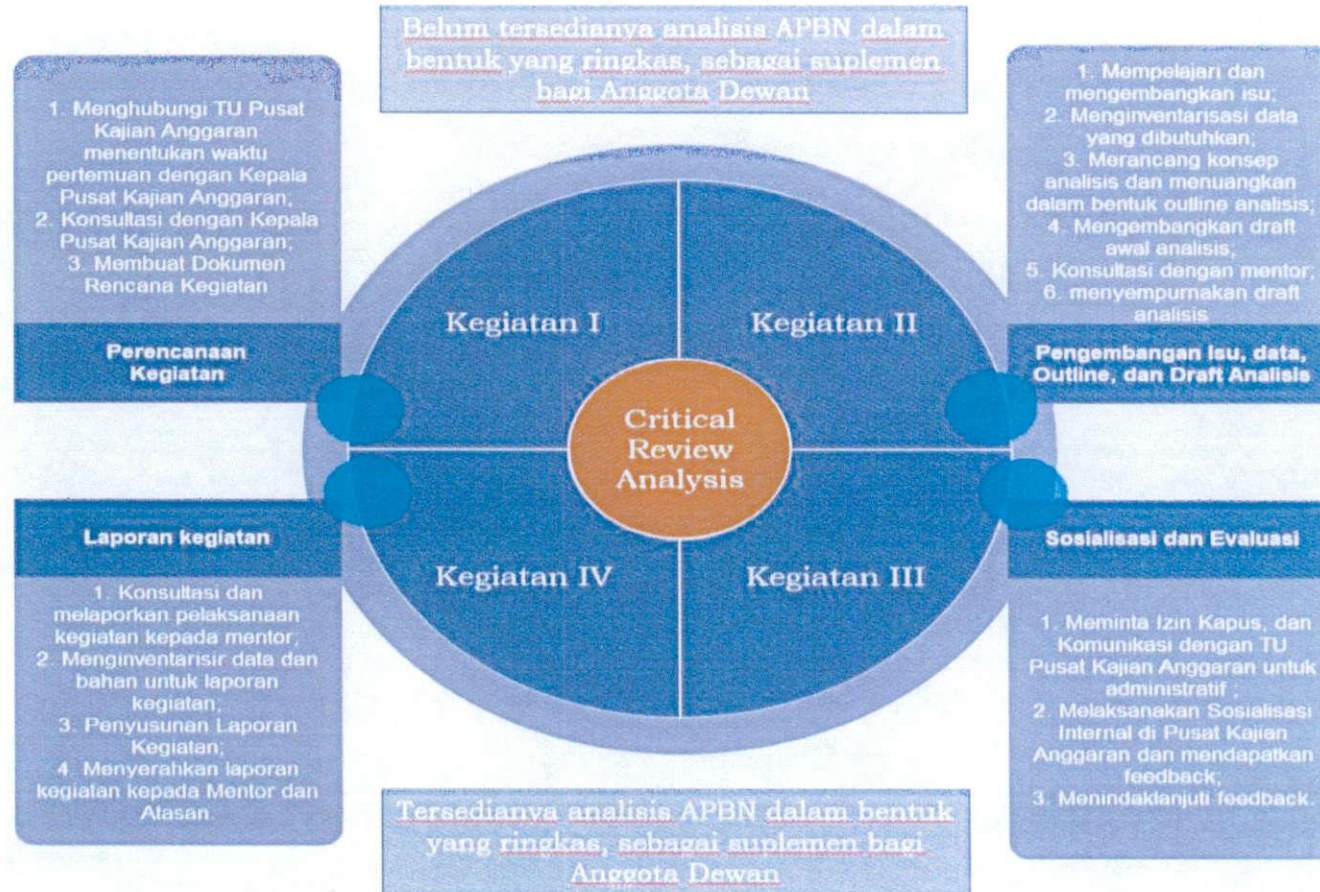 Belum tersedianya analisis APBN dalam
bentuk yang ringkas, sebagai suplemen
bagi Anggota Dewan
1. Menghubungi TU Pusat
Kajian Anggaran
menentukan waktu
pertemuan dengan Kepala
Pusat Kajian Anggaran;
2. Konsultasi dengan Kepala
Pusat Kajian Anggaran;
3. Membuat Dokumen
Rencana Kegiatan
Perencanaan
Kegiatan
1. Mempelajari dan
mengembangkan isu;
2. Menginventarisasi data
yang dibutuhkan;
3. Merancang konsep
analisis dan menuangkan
dalam bentuk outline analisis;
4. Mengembangkan draft
awal analisis;
5. Konsultasi dengan mentor;
6. menyempurnakan draft
analisis
Pengembangan Isu, data,
Outline, dan Draft Analisis
Kegiatan I
Kegiatan II
Critical
Review
Analysis
Kegiatan IV
Kegiatan III
Laporan kegiatan
1. Konsultasi dan
melaporkan pelaksanaan
kegiatan kepada mentor;
2. Menginventarisir data dan
bahan untuk laporan
kegiatan;
3. Penyusunan Laporan
Kegiatan;
4. Menyerahkan laporan
kegiatan kepada Mentor dan
Atasan.
Sosialisasi dan Evaluasi
1. Meminta Izin Kapus, dan
Komunikasi dengan TU
Pusat Kajian Anggaran untuk
administratif ;
2. Melaksanakan Sosialisasi
Internal di Pusat Kajian
Anggaran dan mendapatkan
feedback;
3. Menindaklanjuti feedback.
Tersedianya analisis APBN dalam bentuk
yang ringkas, sebagai suplemen bagi
Anggota Dewan